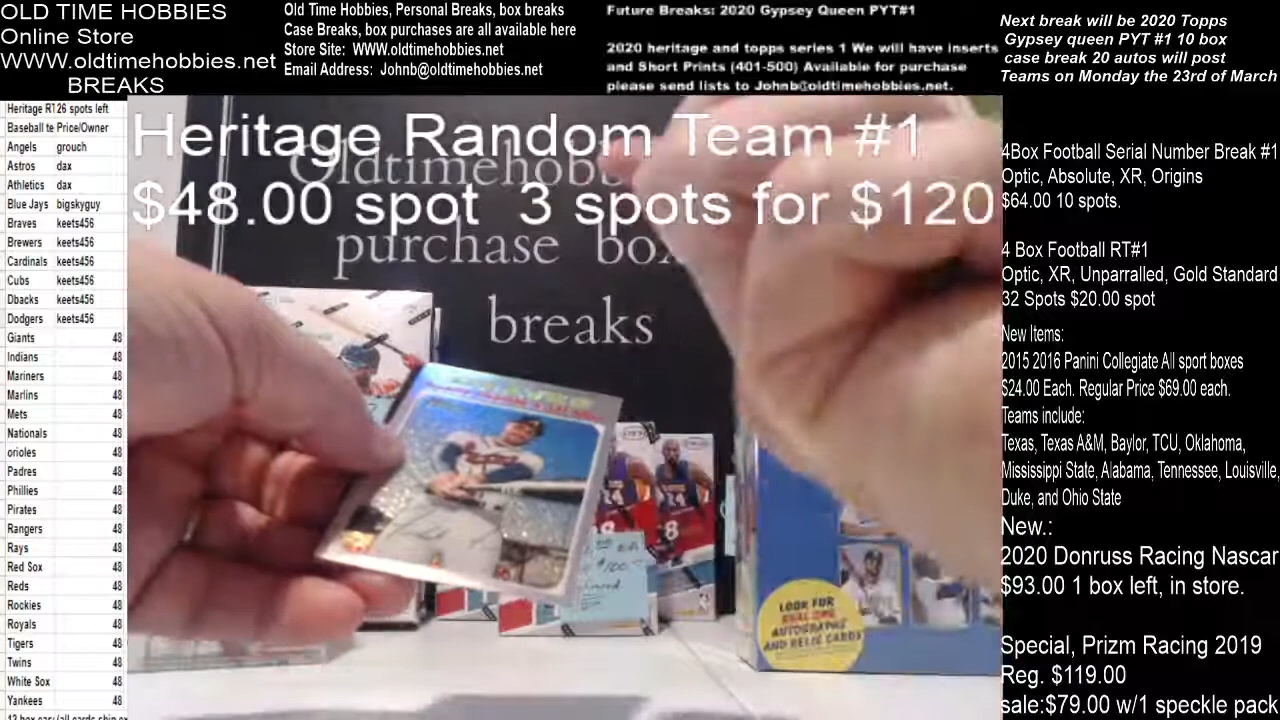 OLD TIME HOBBIES
Online Store
WWW.oldtimehobbies.net
BREAKS
Old Time Hobbies, Personal Breaks, box breaks
Case Breaks, box purchases are all available here
Store Site: WWW.oldtimehobbies.net
Email Address: Johnb@oldtimehobbies.net
Future Breaks: 2020 Gypsey Queen PYT#1
2020 heritage and topps series 1 We will have inserts
and Short Prints (401-500) Available for purchase
please send lists to Johnb@oldtimehobbies.net.
Next break will be 2020 Topps
Gypsey queen PYT #1 10 box
case break 20 autos will post
Teams on Monday the 23rd of March
Heritage RT 26 spots left
Baseball te Price/Owner
Angels grouch
Astros dax
Athletics dax
Blue Jays bigskyguy
Braves keets456
Brewers keets456
Cardinals keets456
Cubs keets456
Dbacks keets456
Dodgers keets456
Giants 48
Indians 48
Mariners 48
Marlins 48
Mets 48
Nationals 48
orioles 48
Padres 48
Phillies 48
Pirates 48
Rangers 48
Rays 48
Red Sox 48
Reds 48
Rockies 48
Royals 48
Tigers 48
Twins 48
White Sox 48
Yankees 48
Heritage Random Team #1
$48.00 spot 3 spots for $120
Oldtimehobb
purchase box
breaks
24
24
8
8
LOOK FOR
REAL ONE
AUTOGRAPHS
AND RELIC CARDS
4Box Football Serial Number Break #1
Optic, Absolute, XR, Origins
$64.00 10 spots.
4 Box Football RT#1
Optic, XR, Unparralled, Gold Standard
32 Spots $20.00 spot
New Items:
2015 2016 Panini Collegiate All sport boxes
$24.00 Each. Regular Price $69.00 each.
Teams include:
Texas, Texas A&M, Baylor, TCU, Oklahoma,
Mississippi State, Alabama, Tennessee, Louisville,
Duke, and Ohio State
New.:
2020 Donruss Racing Nascar
$93.00 1 box left, in store.
Special, Prizm Racing 2019
Reg. $119.00
sale:$79.00 w/1 speckle pack